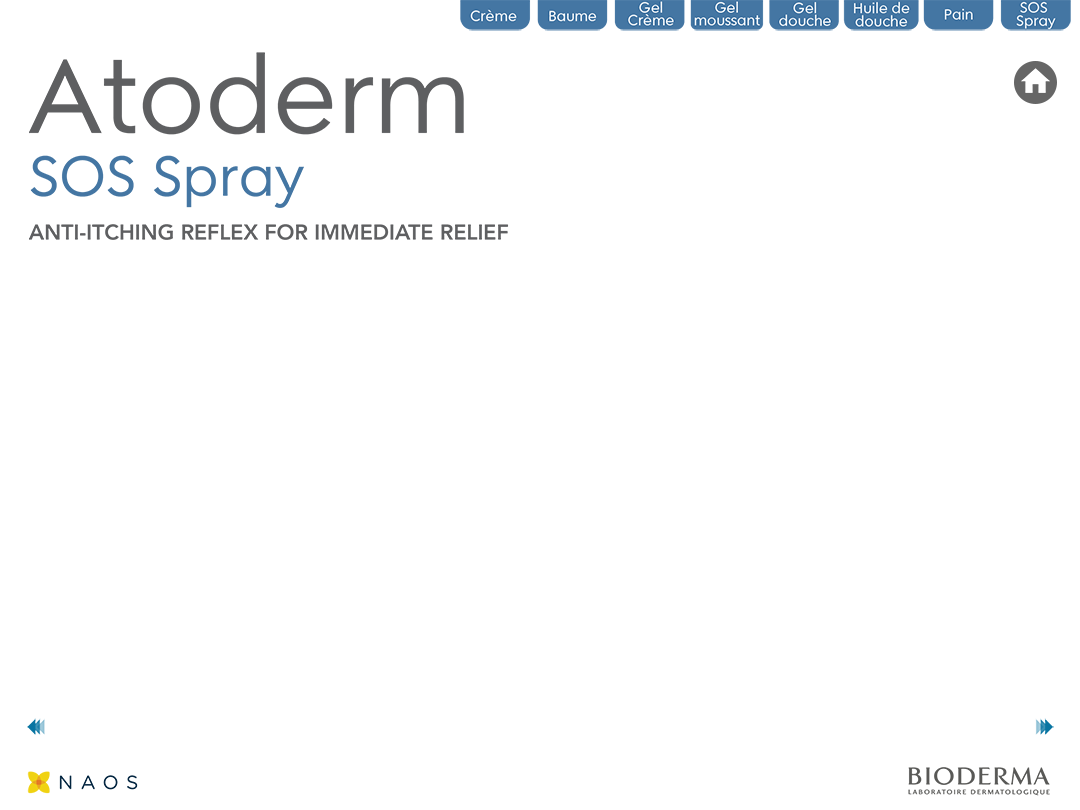 Crème
Baume
Gel
Crème
Gel
moussant
Gel
douche
Huile de
douche
Pain
SOS
Spray
Atoderm
SOS Spray
ANTI-ITCHING REFLEX FOR IMMEDIATE RELIEF
NAOS
BIODERMA
LABORATOIRE DERMATOLOGIQUE